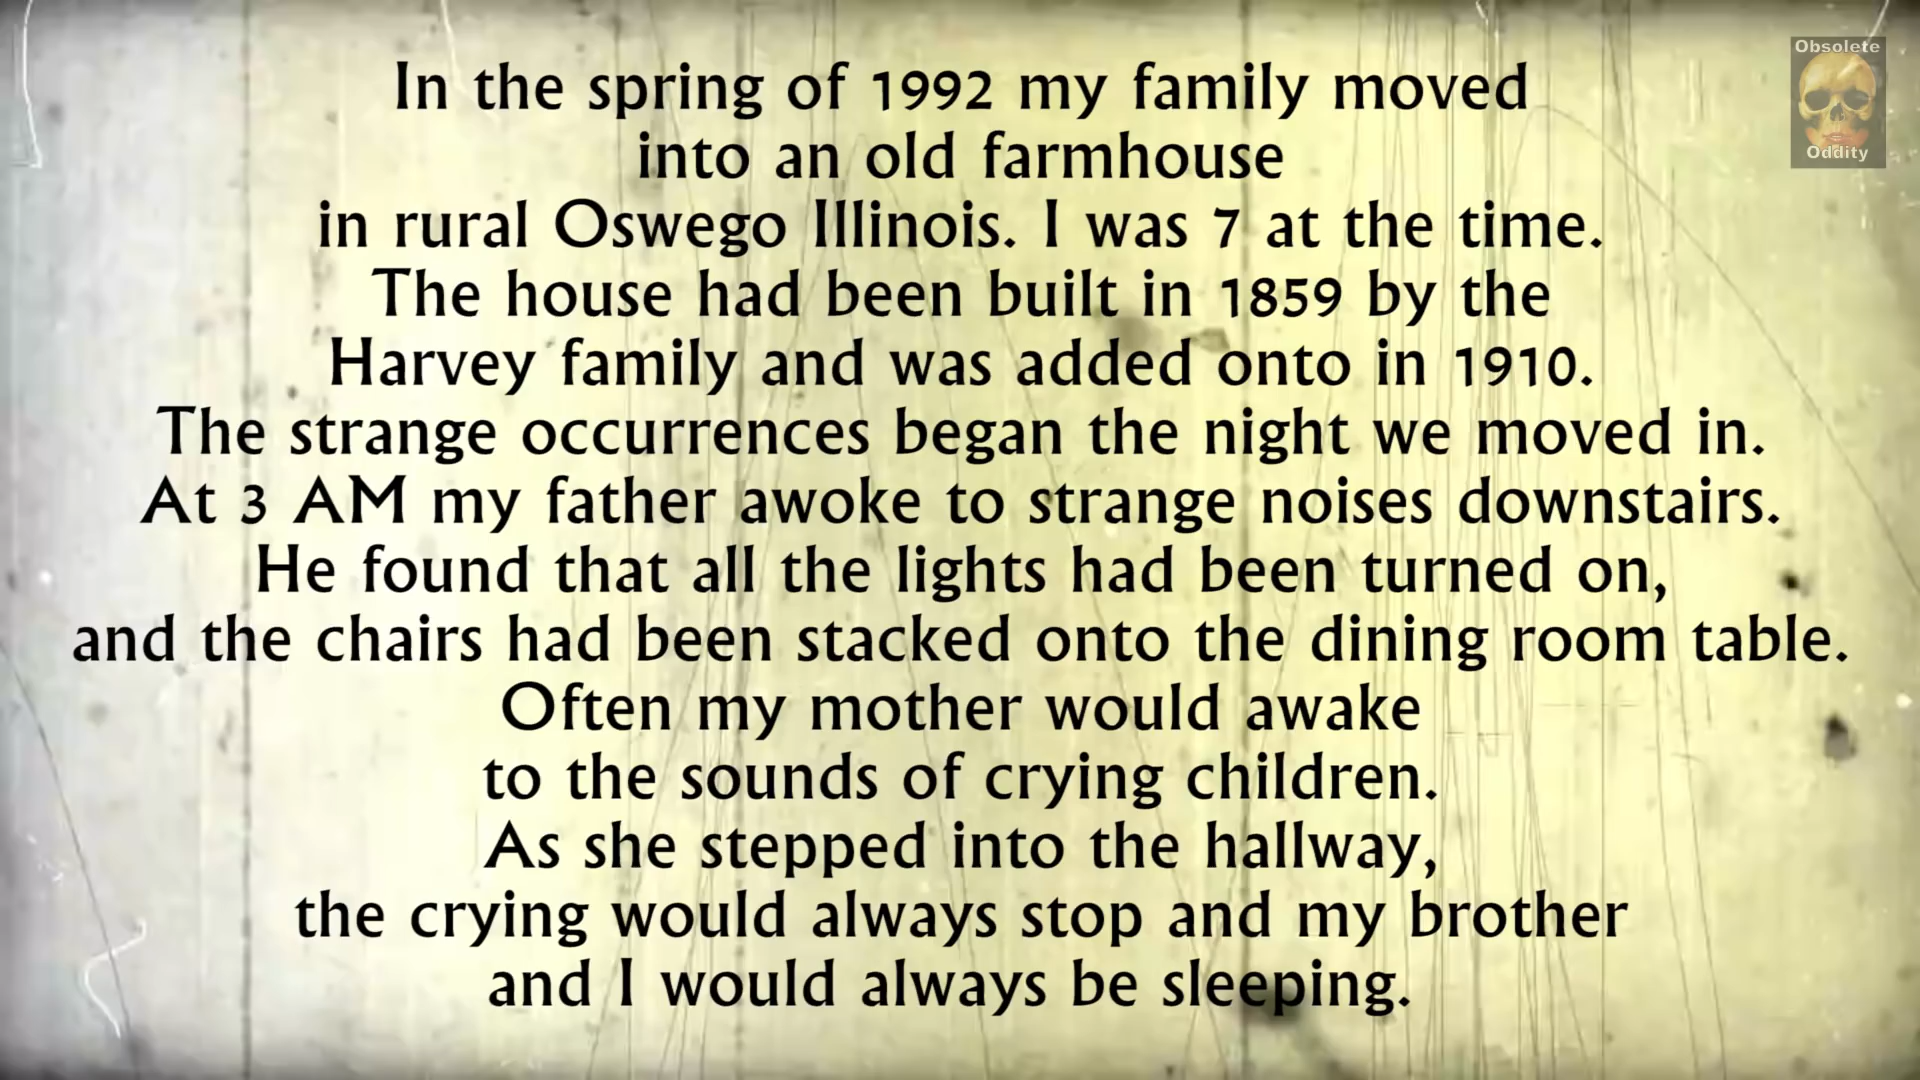 In the spring of 1992 my family moved
into an old farmhouse
in rural Oswego Illinois. I was 7 at the time.
The house had been built in 1859 by the
Harvey family and was added onto in 1910.
The strange occurrences began the night we moved in.
At 3 AM my father awoke to strange noises downstairs.
He found that all the lights had been turned on,
and the chairs had been stacked onto the dining room table.
Often my mother would awake
to the sounds of crying children.
As she stepped into the hallway,
the crying would always stop and my brother
and I would always be sleeping.
Obsolete
Oddity